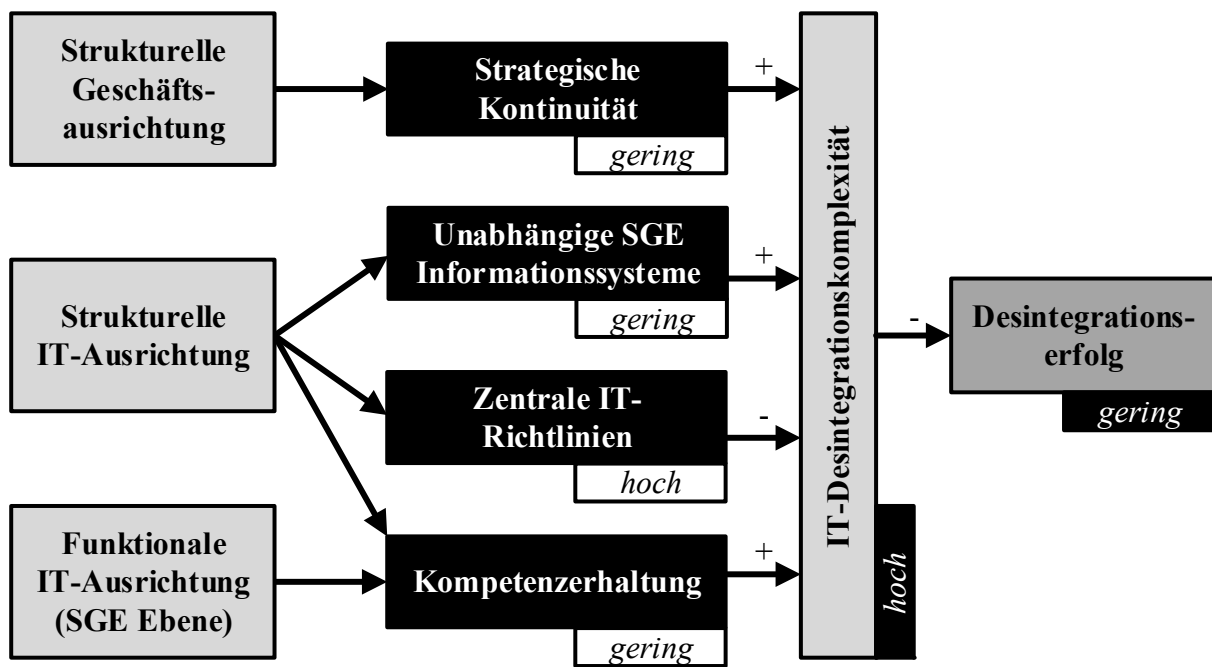 Strukturelle
Geschäfts-
ausrichtung
Strategische
Kontinuität
+
gering
Strukturelle
IT-Ausrichtung
Unabhängige SGE
Informationssysteme
+
gering
Zentrale IT-
Richtlinien
-
hoch
Funktionale
IT-Ausrichtung
(SGE Ebene)
Kompetenzerhaltung
+
gering
IT-Desintegrationskomplexität
hoch
-
Desintegrations-
erfolg
gering